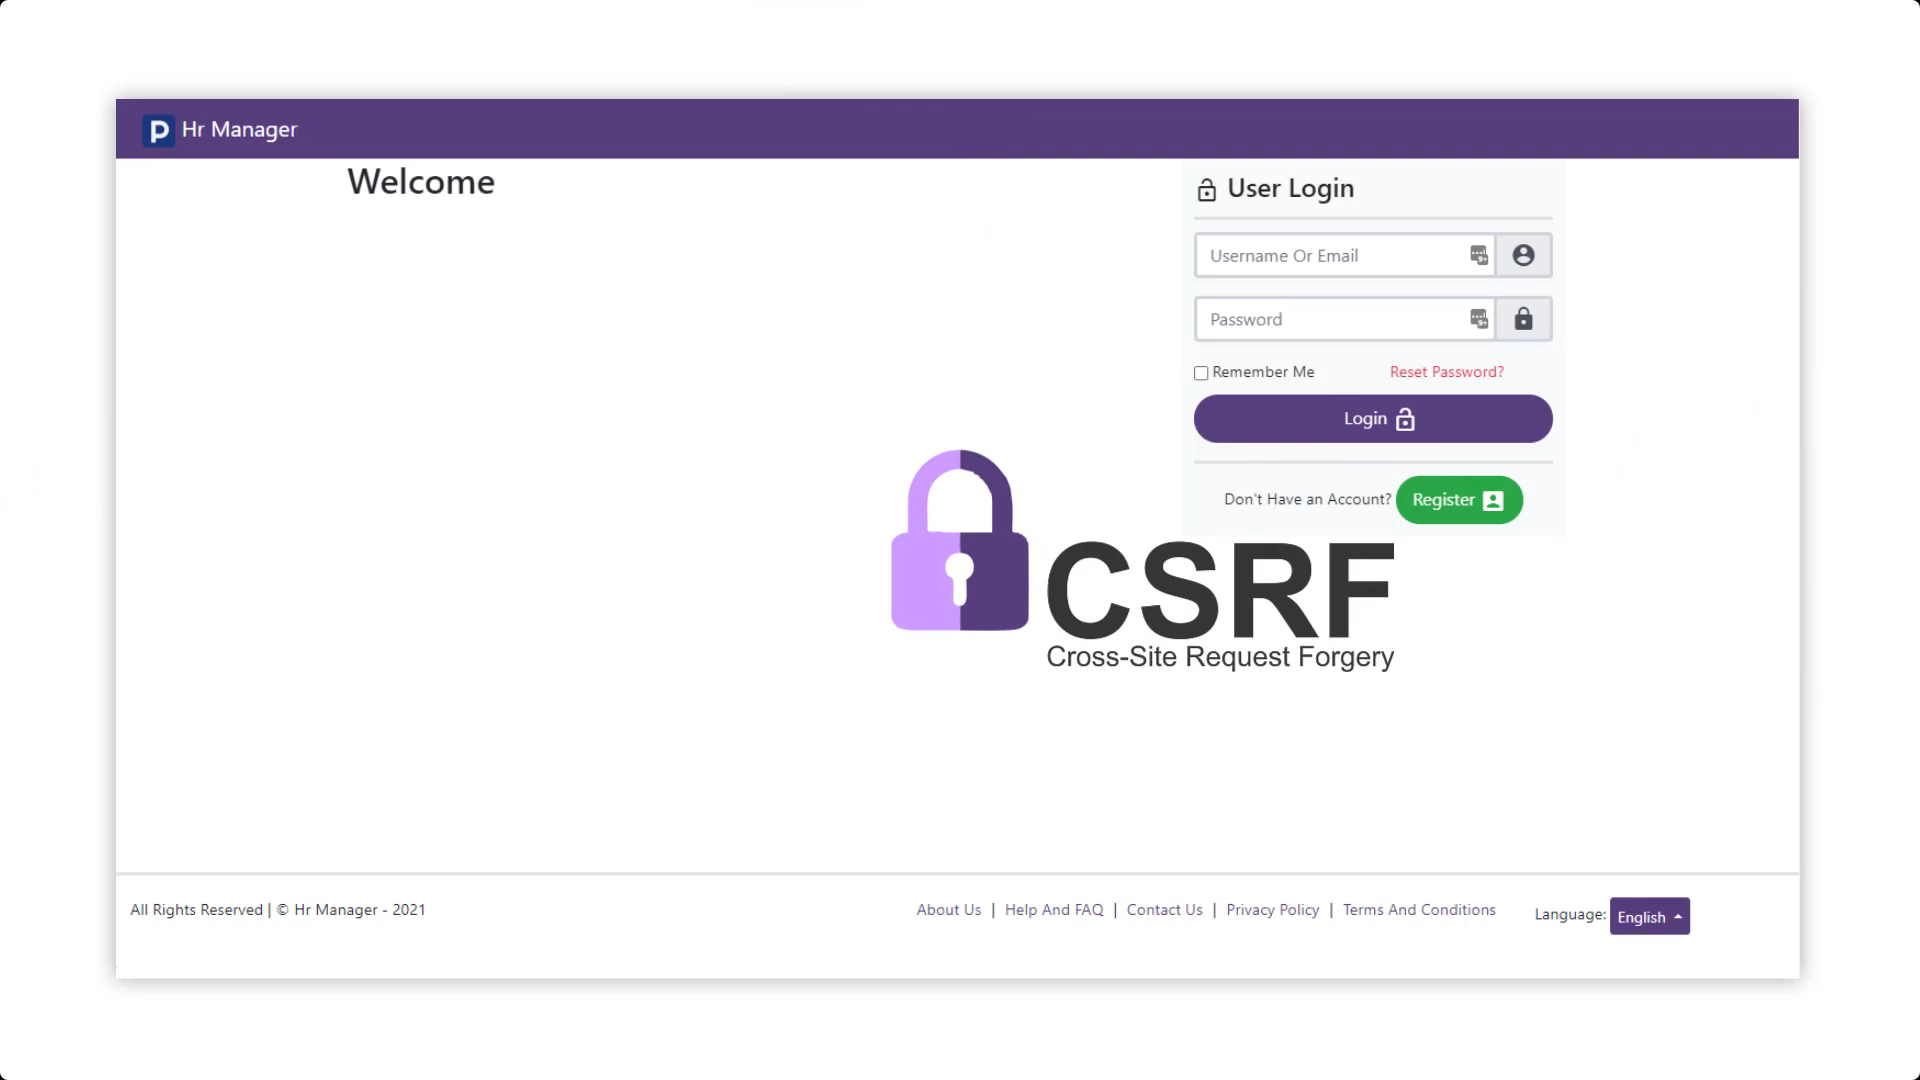 P Hr Manager
Welcome
User Login
Username Or Email
Password
Remember Me
Reset Password?
Login
Don't Have an Account? Register
CSRF
Cross-Site Request Forgery
All Rights Reserved | © Hr Manager - 2021
About Us | Help And FAQ | Contact Us | Privacy Policy | Terms And Conditions
Language: English